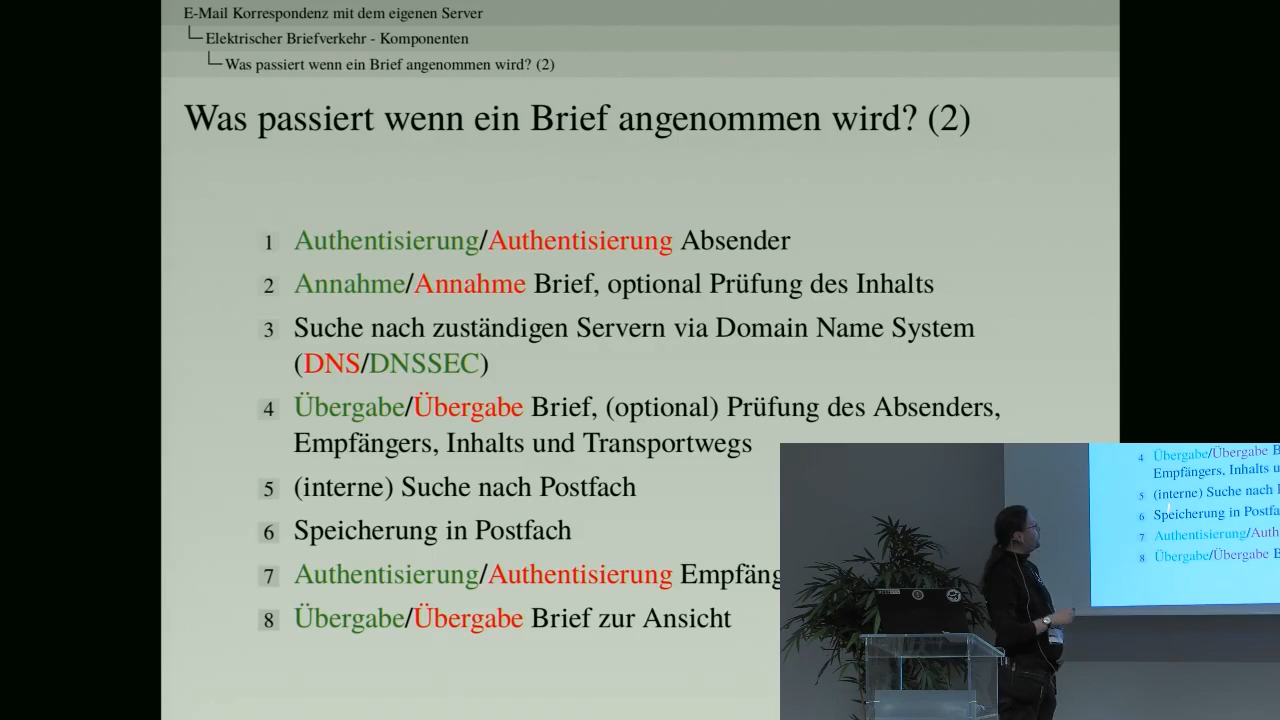 E-Mail Korrespondenz mit dem eigenen Server
Elektrischer Briefverkehr - Komponenten
Was passiert wenn ein Brief angenommen wird? (2)
Was passiert wenn ein Brief angenommen wird? (2)
1 Authentisierung/Authentisierung Absender
2 Annahme/Annahme Brief, optional Prüfung des Inhalts
3 Suche nach zuständigen Servern via Domain Name System
(DNS/DNSSEC)
4 Übergabe/Übergabe Brief, (optional) Prüfung des Absenders,
Empfängers, Inhalts und Transportwegs
5 (interne) Suche nach Postfach
6 Speicherung in Postfach
7 Authentisierung/Authentisierung Empfäng
8 Übergabe/Übergabe Brief zur Ansicht
4 Übergabe/Übergabe B
Empfängers, Inhalts u
5 (interne) Suche nach
6 Speicherung in Postfa
7 Authentisierung/Auth
8 Übergabe/Übergabe B